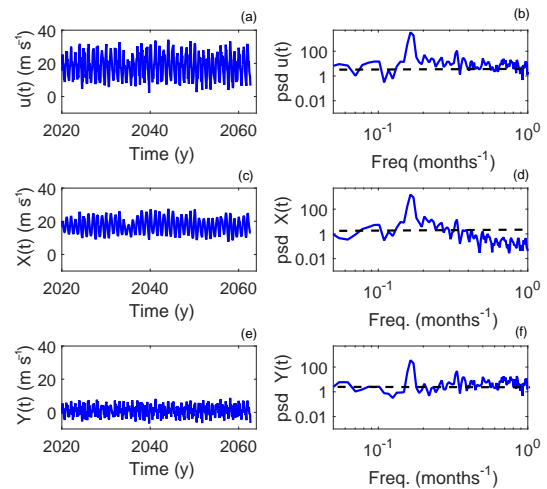 (a)
40
20
0
u(t) (m s⁻¹)
2020
2040
2060
Time (y)
(b)
100
1
0.01
psd u(t)
10⁻¹
10⁰
Freq (months⁻¹)
(c)
40
20
0
X(t) (m s⁻¹)
2020
2040
2060
Time (y)
(d)
100
1
0.01
psd X(t)
10⁻¹
10⁰
Freq. (months⁻¹)
(e)
40
20
0
Y(t) (m s⁻¹)
2020
2040
2060
Time (y)
(f)
100
1
0.01
psd Y(t)
10⁻¹
10⁰
Freq. (months⁻¹)